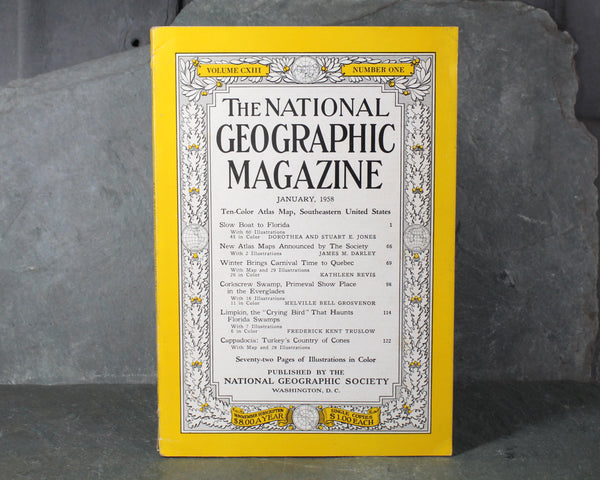 VOLUME CXIII NUMBER ONE
THE NATIONAL
GEOGRAPHIC
MAGAZINE
JANUARY, 1958
Ten-Color Atlas Map, Southeastern United States
Slow Boat to Florida 1
With 60 Illustrations
48 in Color DOROTHEA AND STUART E. JONES
New Atlas Maps Announced by The Society 66
With 2 Illustrations JAMES M. DARLEY
Winter Brings Carnival Time to Quebec 69
With Map and 29 Illustrations
26 in Color KATHLEEN REVIS
Corkscrew Swamp, Primeval Show Place
in the Everglades 98
With 16 Illustrations
11 in Color MELVILLE BELL GROSVENOR
Limpkin, the "Crying Bird" That Haunts
Florida Swamps 114
With 7 Illustrations
6 in Color FREDERICK KENT TRUSLOW
Cappadocia: Turkey's Country of Cones 122
With Map and 28 Illustrations
Seventy-two Pages of Illustrations in Color
PUBLISHED BY THE
NATIONAL GEOGRAPHIC SOCIETY
WASHINGTON, D. C.
$8.00 A YEAR
SINGLE COPIES
$1.00 EACH